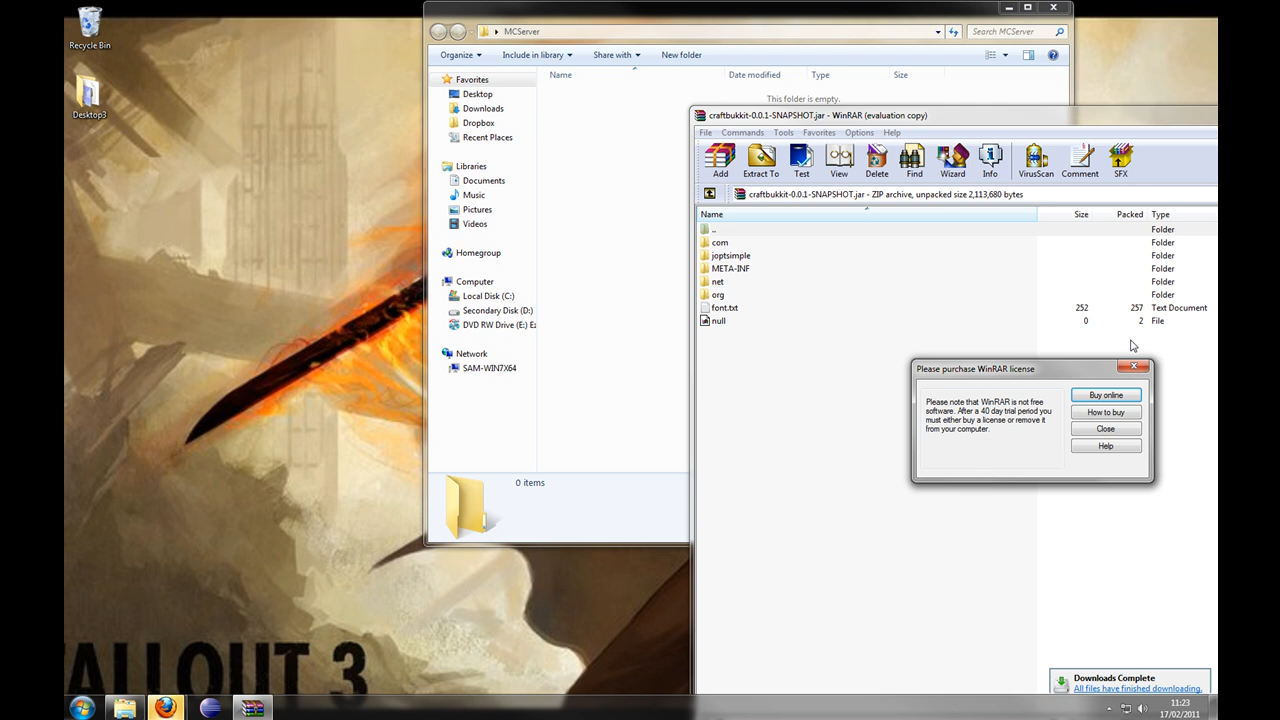 Recycle Bin
Desktop3
MCServer
Search MCServer
Organize
Include in library
Share with
New folder
Name
Date modified
Type
Size
This folder is empty.
Favorites
Desktop
Downloads
Dropbox
Recent Places
Libraries
Documents
Music
Pictures
Videos
Homegroup
Computer
Local Disk (C:)
Secondary Disk (D:)
DVD RW Drive (E:) E
Network
SAM-WIN7X64
0 items
craftbukkit-0.0.1-SNAPSHOT.jar - WinRAR (evaluation copy)
File Commands Tools Favorites Options Help
Add Extract To Test View Delete Find Wizard Info VirusScan Comment SFX
craftbukkit-0.0.1-SNAPSHOT.jar - ZIP archive, unpacked size 2,113,680 bytes
Name Size Packed Type
.. Folder
com Folder
joptsimple Folder
META-INF Folder
net Folder
org Folder
font.txt 252 257 Text Document
null 0 2 File
Please purchase WinRAR license
Please note that WinRAR is not free
software. After a 40 day trial period you
must either buy a license or remove it
from your computer.
Buy online
How to buy
Close
Help
Downloads Complete
All files have finished downloading.
ALLOUT 3
11:23
17/02/2011